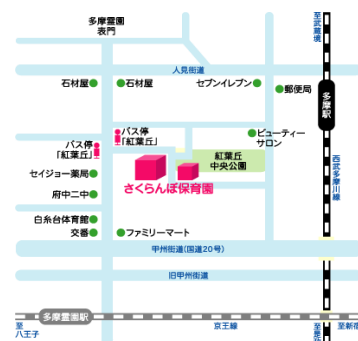 多摩霊園
表門
至武蔵境
人見街道
石材屋
石材屋
セブンイレブン
郵便局
多磨駅
バス停
「紅葉丘」
バス停
「紅葉丘」
ビューティー
サロン
紅葉丘
中央公園
西武多摩川線
セイジョー薬局
さくらんぼ保育園
府中二中
白糸台体育館
交番
ファミリーマート
甲州街道(国道20号)
旧甲州街道
多摩霊園駅
至
八王子
京王線
至是政
至新宿